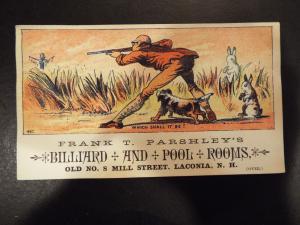 WHICH SHALL IT BE?
FRANK T. PARSHLEY'S
BILLIARD AND POOL ROOMS,
OLD NO. 8 MILL STREET, LACONIA, N. H.